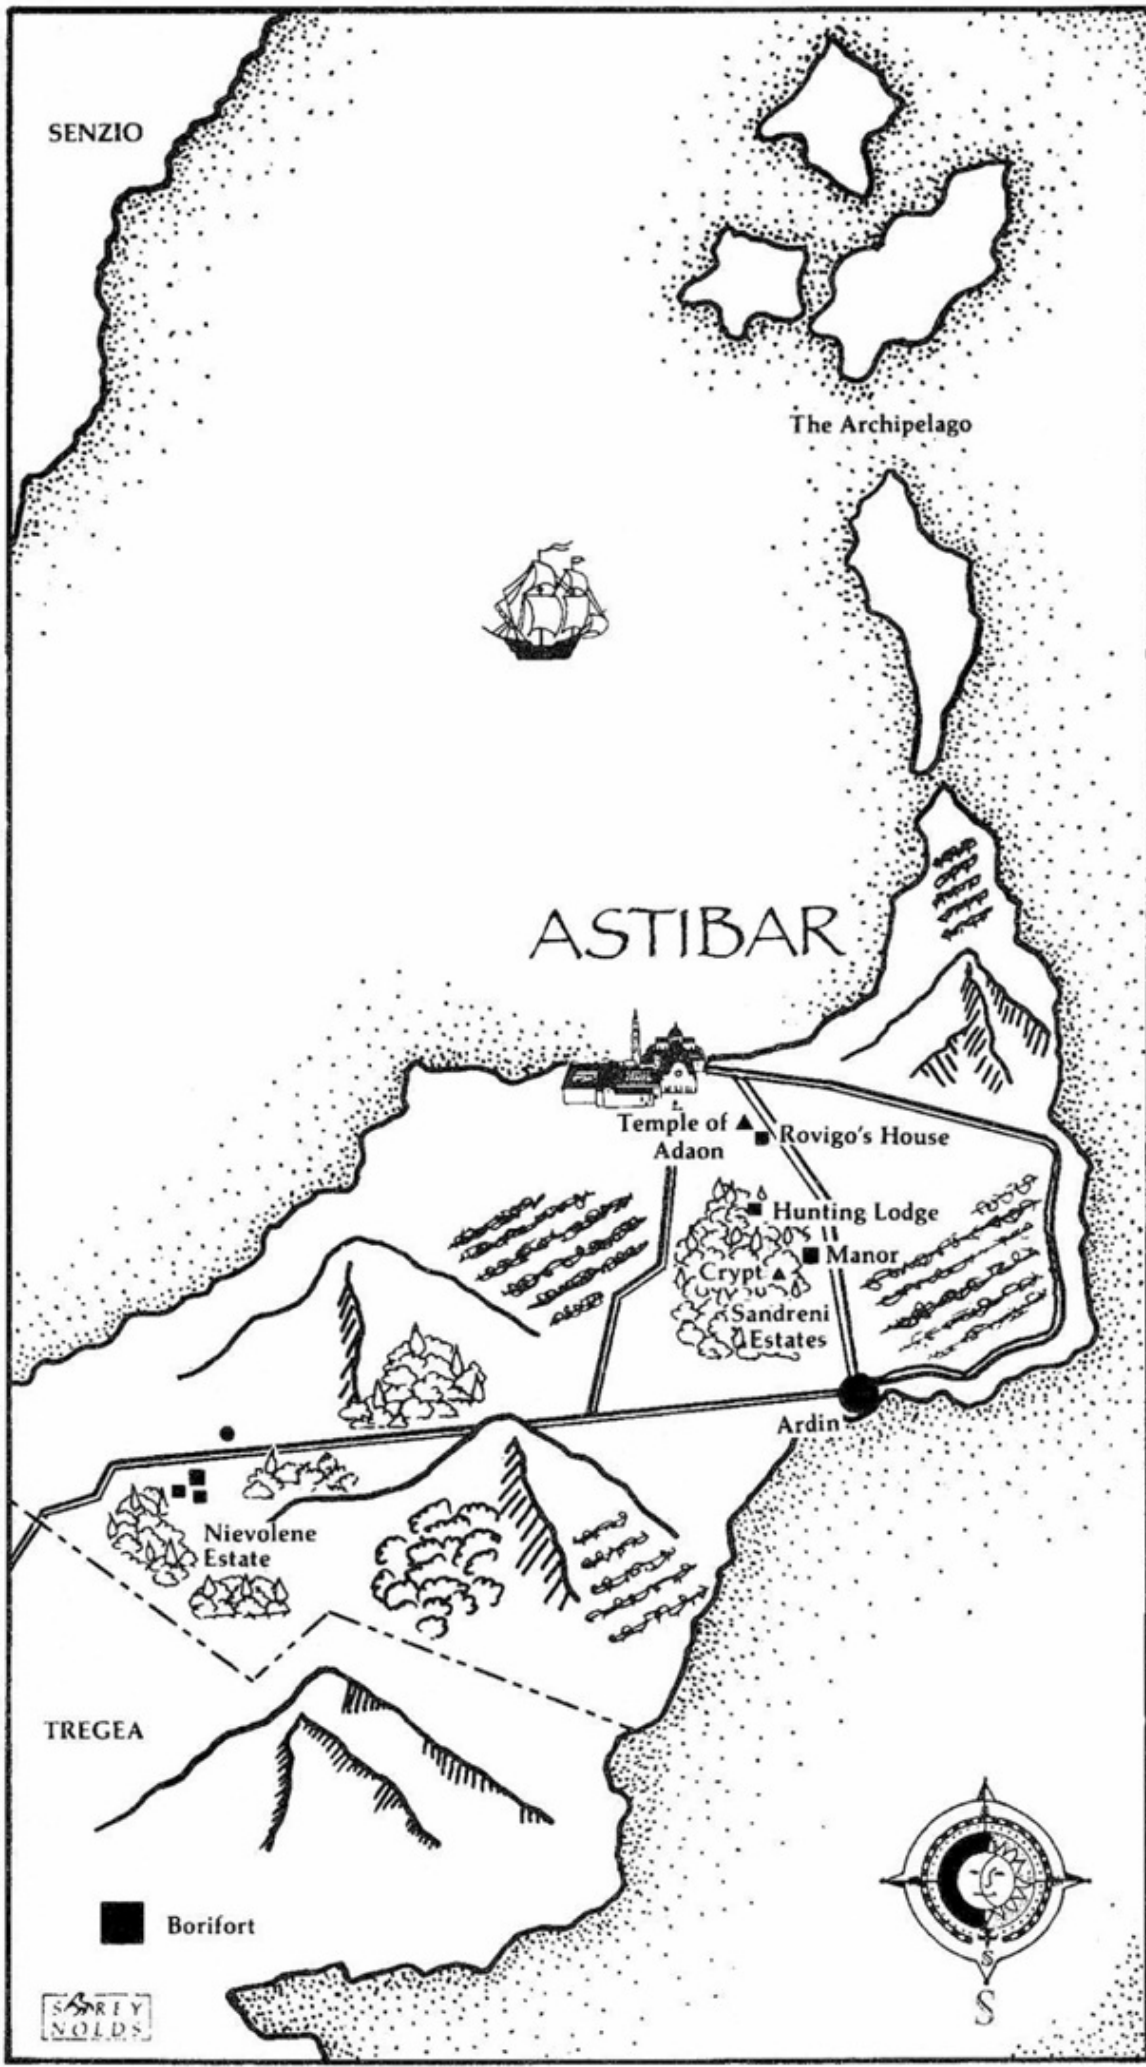 SENZIO
The Archipelago
ASTIBAR
Temple of
Adaon
Rovigo's House
Hunting Lodge
Manor
Crypt
Sandreni
Estates
Ardin
Nievolene
Estate
TREGEA
Borifort
S
S